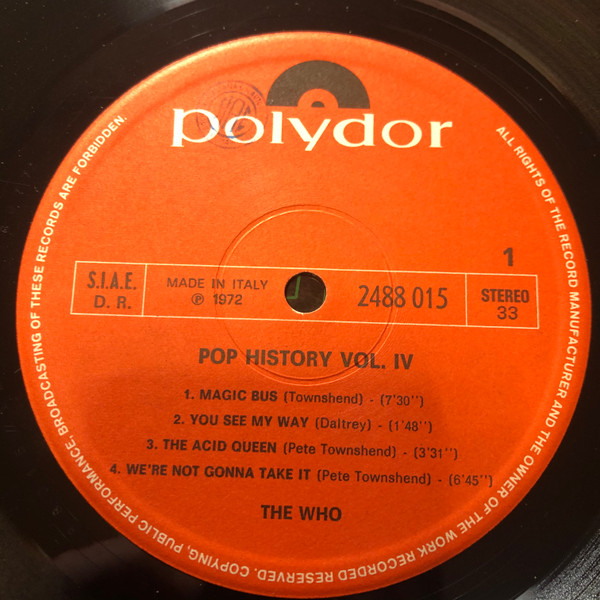 polydor
1
S.I.A.E.
D. R.
MADE IN ITALY
℗ 1972
2488 015
STEREO
33
POP HISTORY VOL. IV
1. MAGIC BUS (Townshend) - (7'30'')
2. YOU SEE MY WAY (Daltrey) - (1'48'')
3. THE ACID QUEEN (Pete Townshend) - (3'31'')
4. WE'RE NOT GONNA TAKE IT (Pete Townshend) - (6'45'')
THE WHO
ALL RIGHTS OF THE RECORD MANUFACTURER AND THE OWNER OF THE WORK RECORDED RESERVED. COPYING, PUBLIC PERFORMANCE, BROADCASTING OF THESE RECORDS ARE FORBIDDEN.